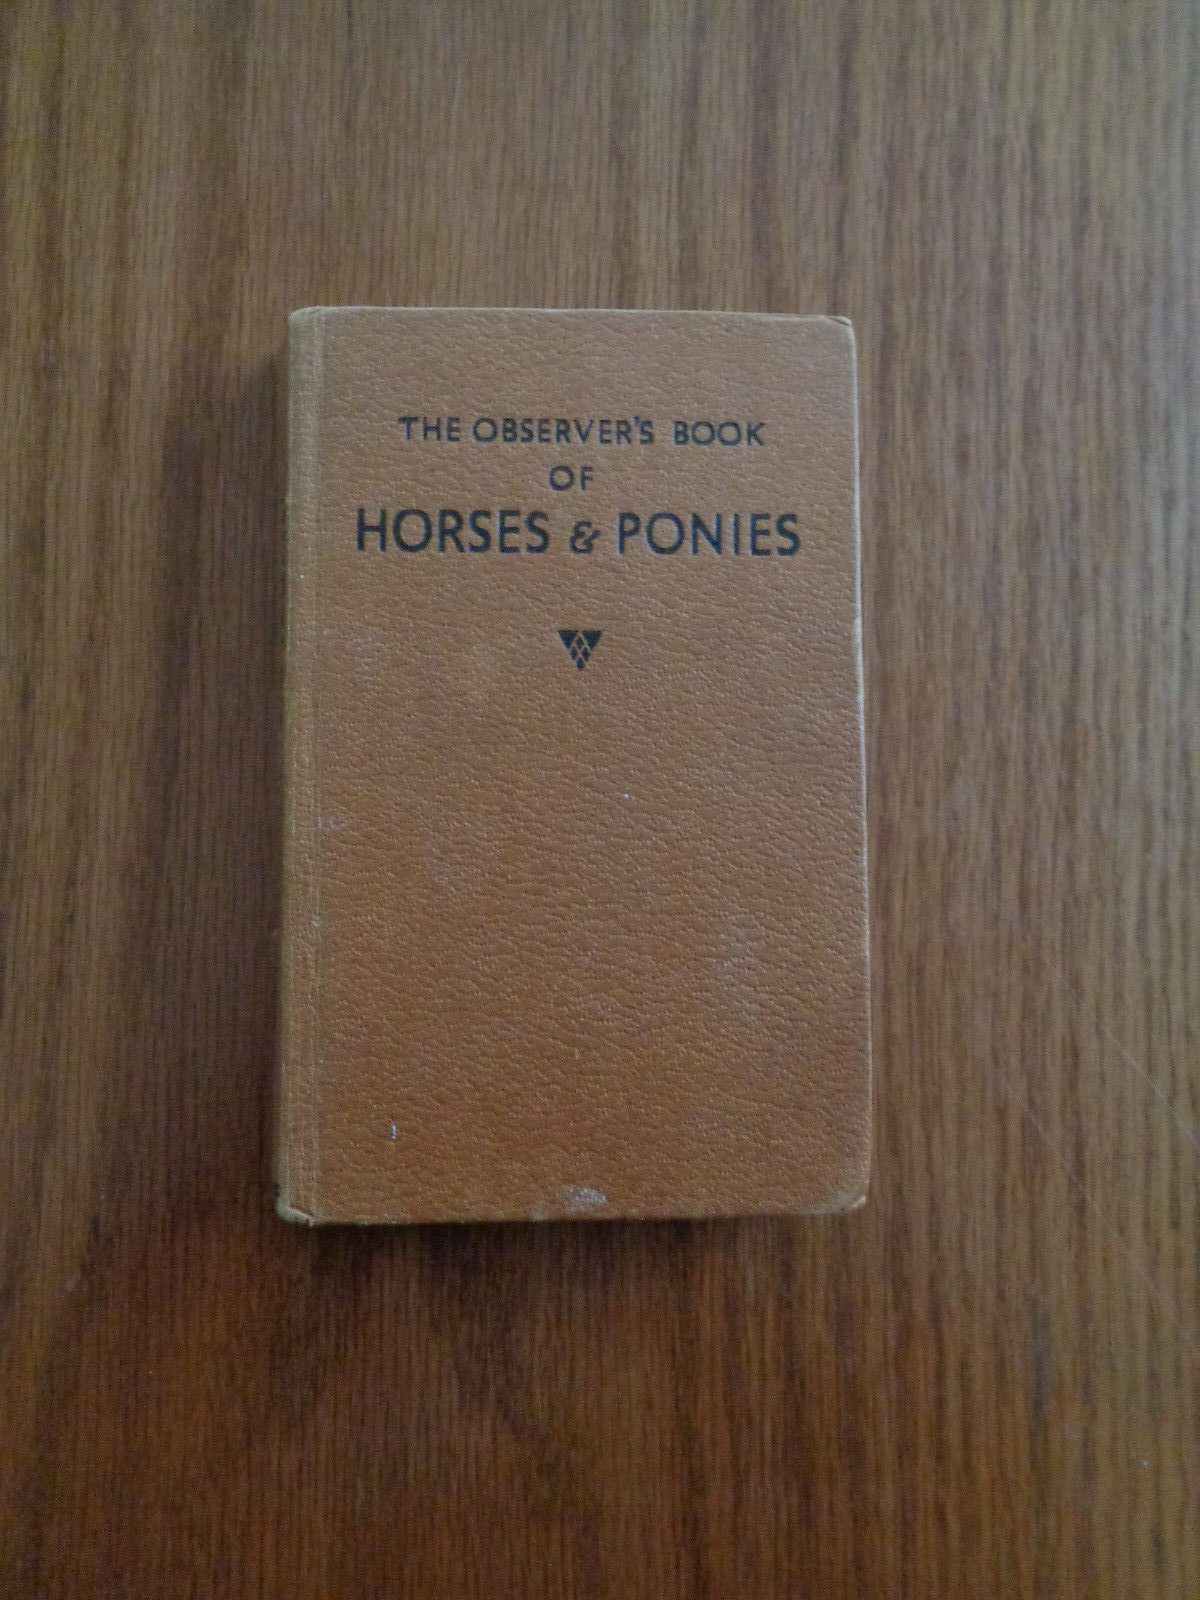 THE OBSERVER'S BOOK
OF
HORSES & PONIES